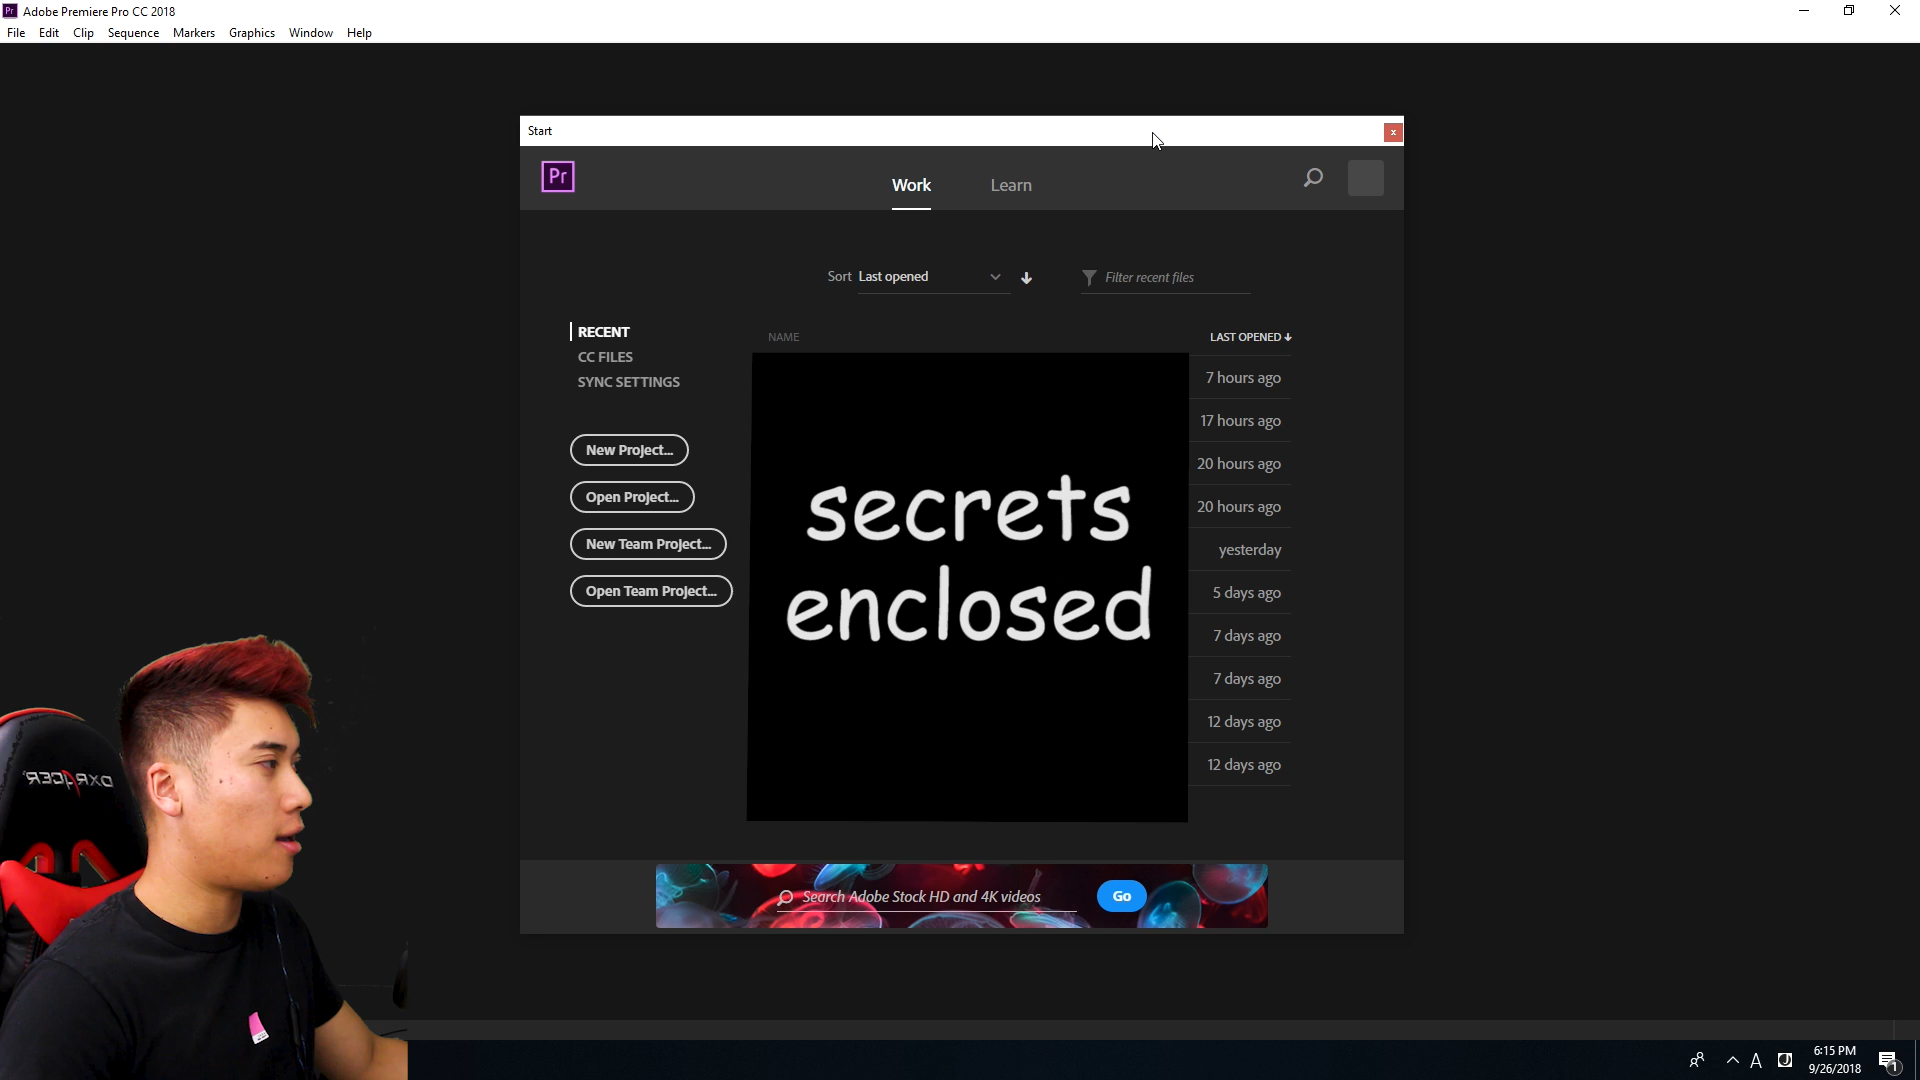 Pr Adobe Premiere Pro CC 2018
File Edit Clip Sequence Markers Graphics Window Help
Start
x
Pr
Work Learn
Sort Last opened Filter recent files
RECENT
CC FILES
SYNC SETTINGS
New Project...
Open Project...
New Team Project...
Open Team Project...
NAME LAST OPENED
secrets
enclosed
7 hours ago
17 hours ago
20 hours ago
20 hours ago
yesterday
5 days ago
7 days ago
7 days ago
12 days ago
12 days ago
DXRACER
Search Adobe Stock HD and 4K videos Go
A
6:15 PM
9/26/2018
1